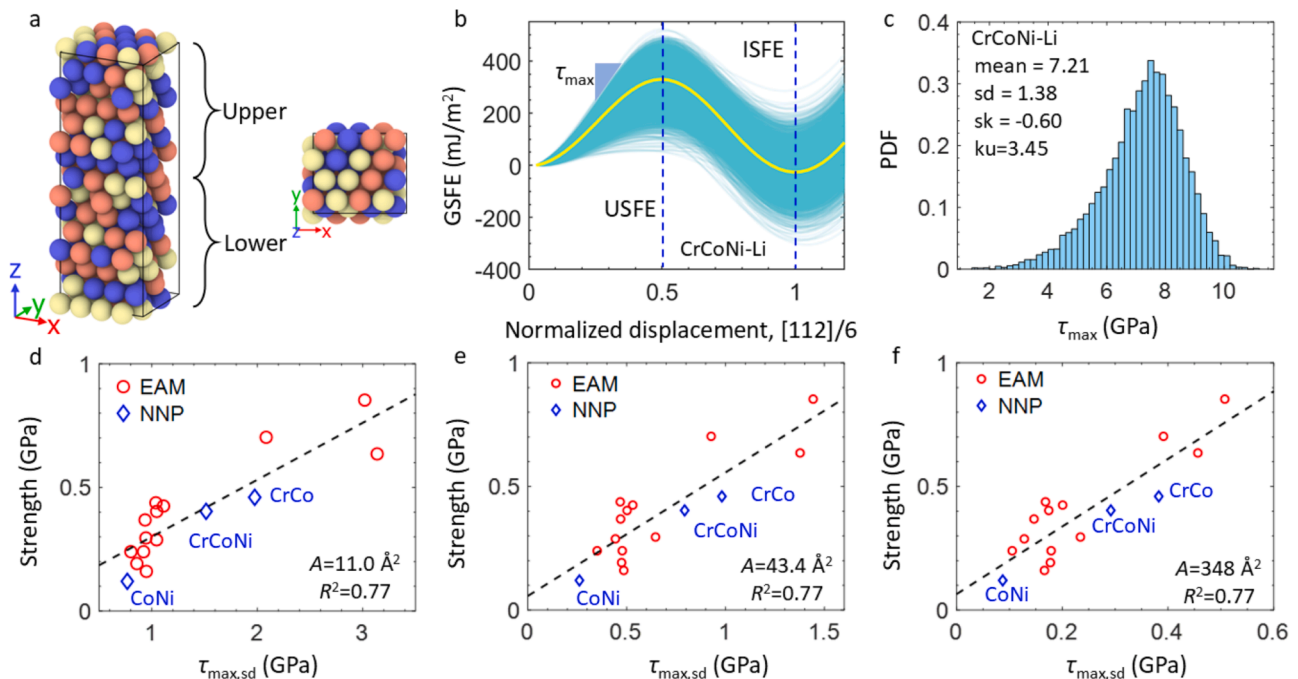 a
Upper
Lower
z
y
x
y
z
x
b
GSFE (mJ/m²)
400
200
0
-200
-400
τmax
ISFE
USFE
CrCoNi-Li
0
0.5
1
Normalized displacement, [112]/6
c
PDF
0.4
0.3
0.2
0.1
0
CrCoNi-Li
mean = 7.21
sd = 1.38
sk = -0.60
ku=3.45
2
4
6
8
10
τmax (GPa)
d
Strength (GPa)
1
0.5
0
EAM
NNP
CrCo
CrCoNi
CoNi
A=11.0 Å²
R²=0.77
1
2
3
τmax,sd (GPa)
e
Strength (GPa)
1
0.5
0
EAM
NNP
CrCo
CrCoNi
CoNi
A=43.4 Å²
R²=0.77
0
0.5
1
1.5
τmax,sd (GPa)
f
Strength (GPa)
1
0.5
0
EAM
NNP
CrCo
CrCoNi
CoNi
A=348 Å²
R²=0.77
0
0.2
0.4
0.6
τmax,sd (GPa)